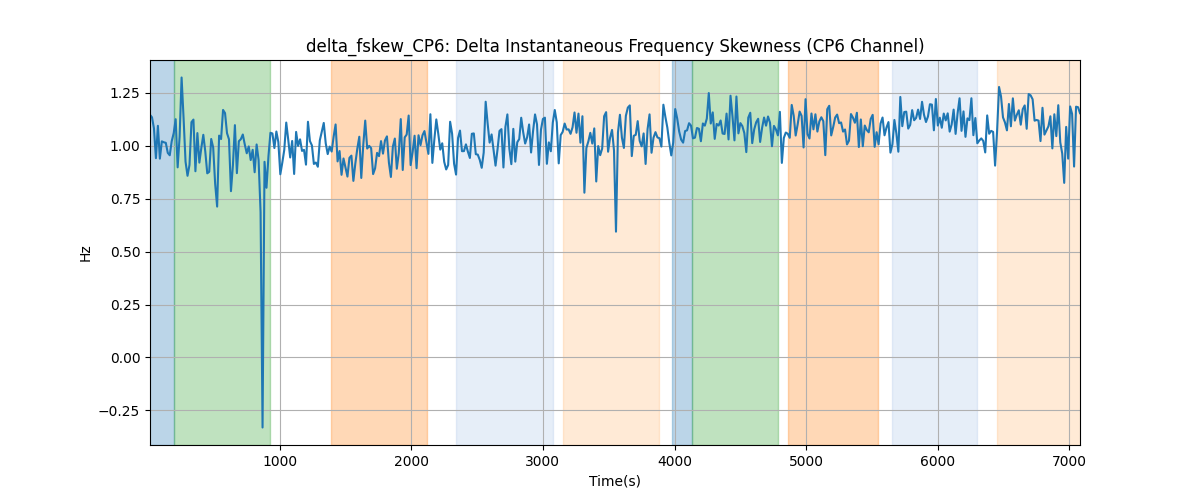 delta_fskew_CP6: Delta Instantaneous Frequency Skewness (CP6 Channel)
Hz
1.25
1.00
0.75
0.50
0.25
0.00
−0.25
1000 2000 3000 4000 5000 6000 7000
Time(s)